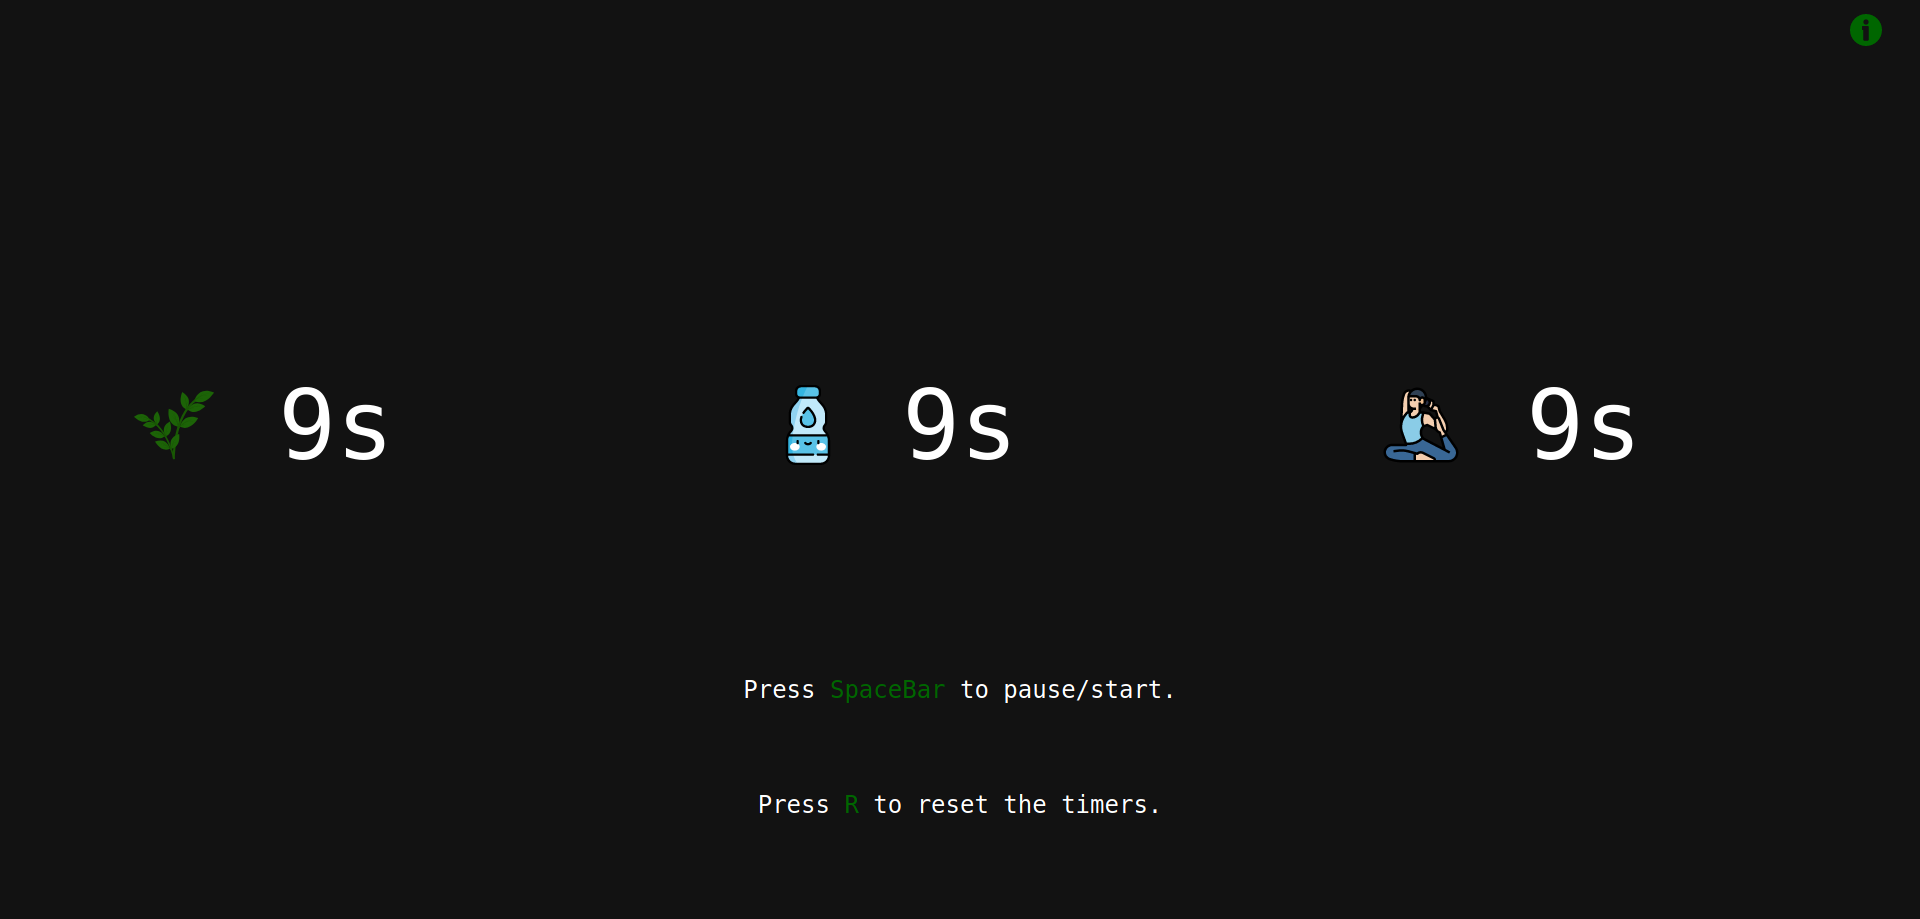 9s 9s 9s
Press SpaceBar to pause/start.
Press R to reset the timers.